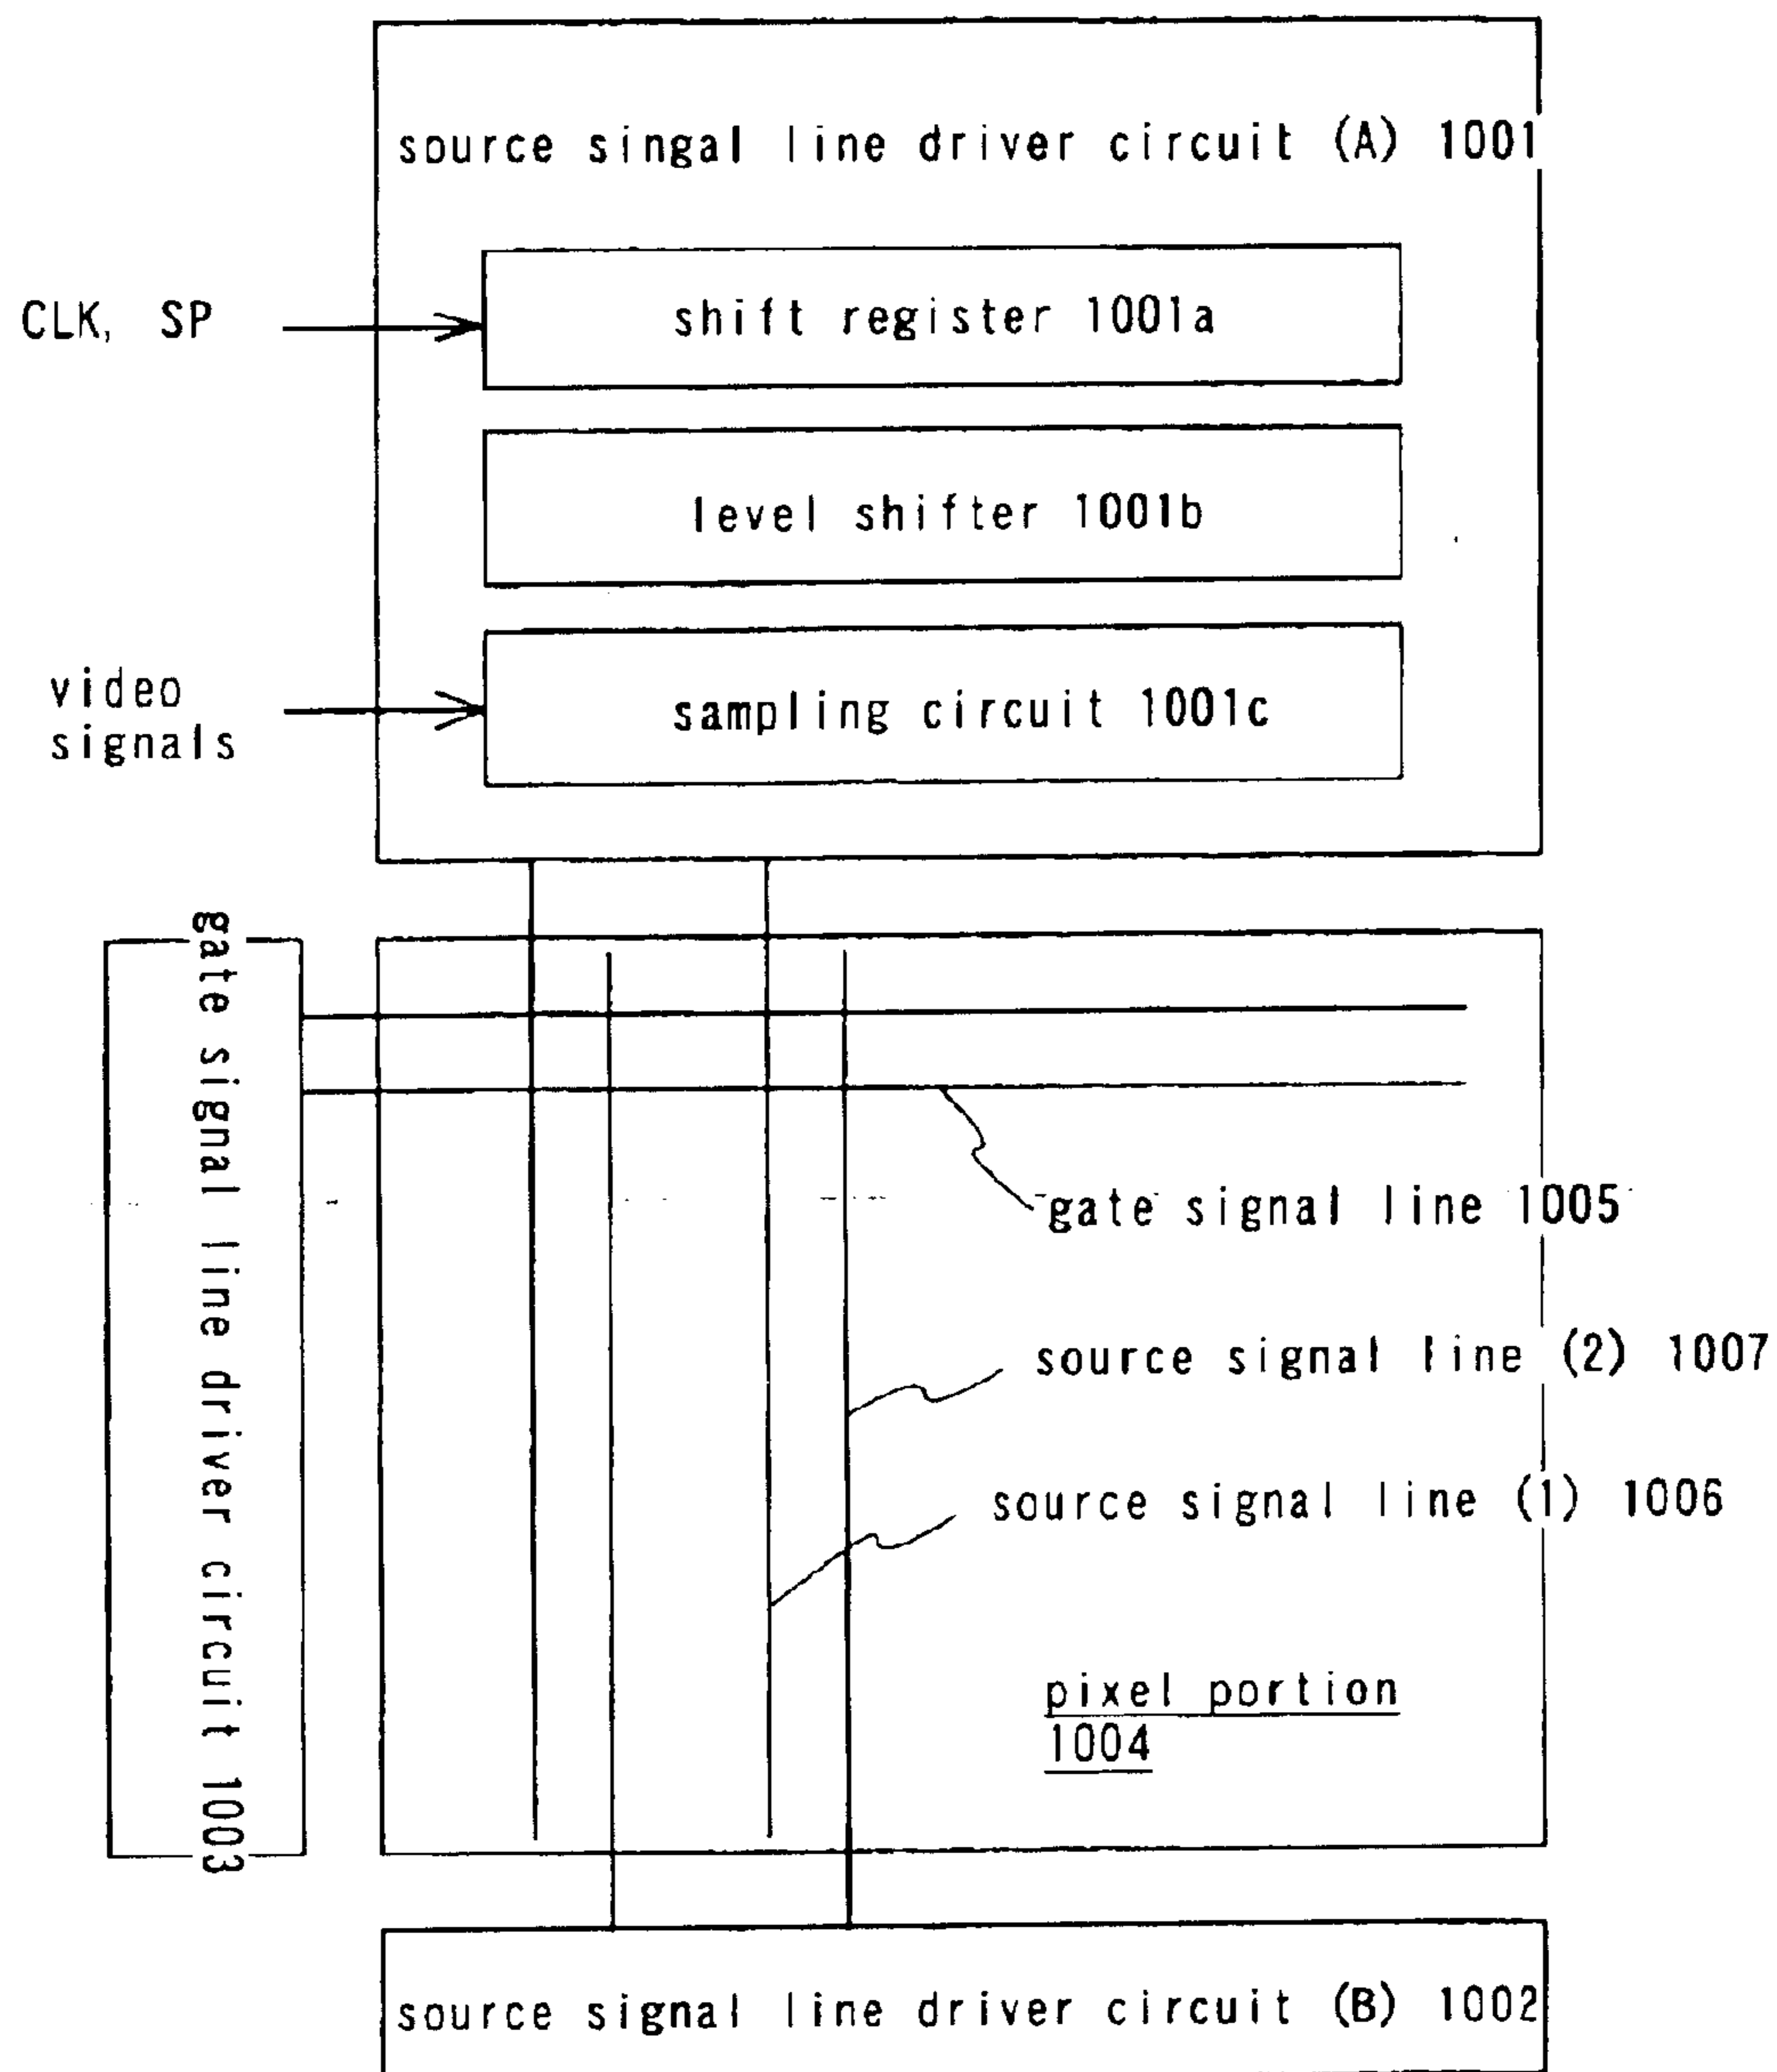 source singal line driver circuit (A) 1001
CLK, SP
shift register 1001a
level shifter 1001b
video
signals
sampling circuit 1001c
gate signal line driver circuit 1003
gate signal line 1005
source signal line (2) 1007
source signal line (1) 1006
pixel portion
1004
source signal line driver circuit (B) 1002